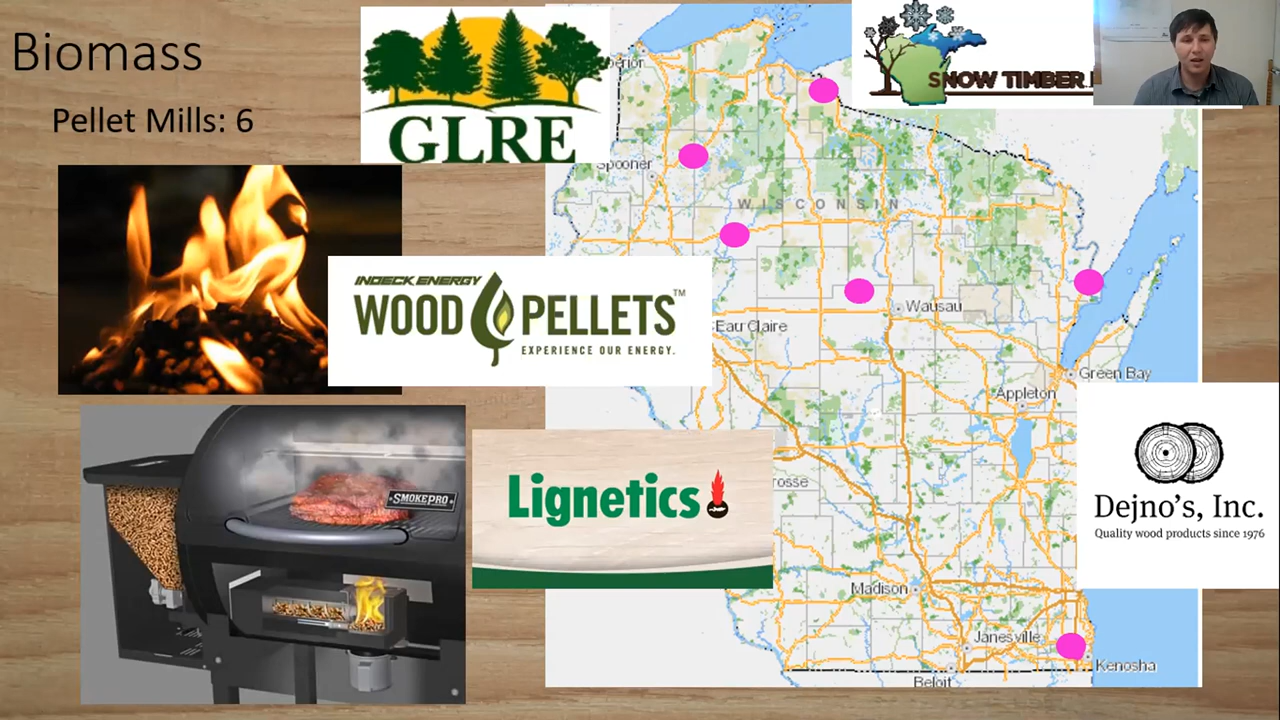 Biomass
Pellet Mills: 6
GLRE
SNOW TIMBER
INDECK ENERGY
WOOD PELLETS™
EXPERIENCE OUR ENERGY.
SMOKEPRO
Lignetics
Dejno's, Inc.
Quality wood products since 1976
Spooner
WISCONSIN
Wausau
Eau Claire
Green Bay
Appleton
Madison
Janesville
Kenosha
Beloit